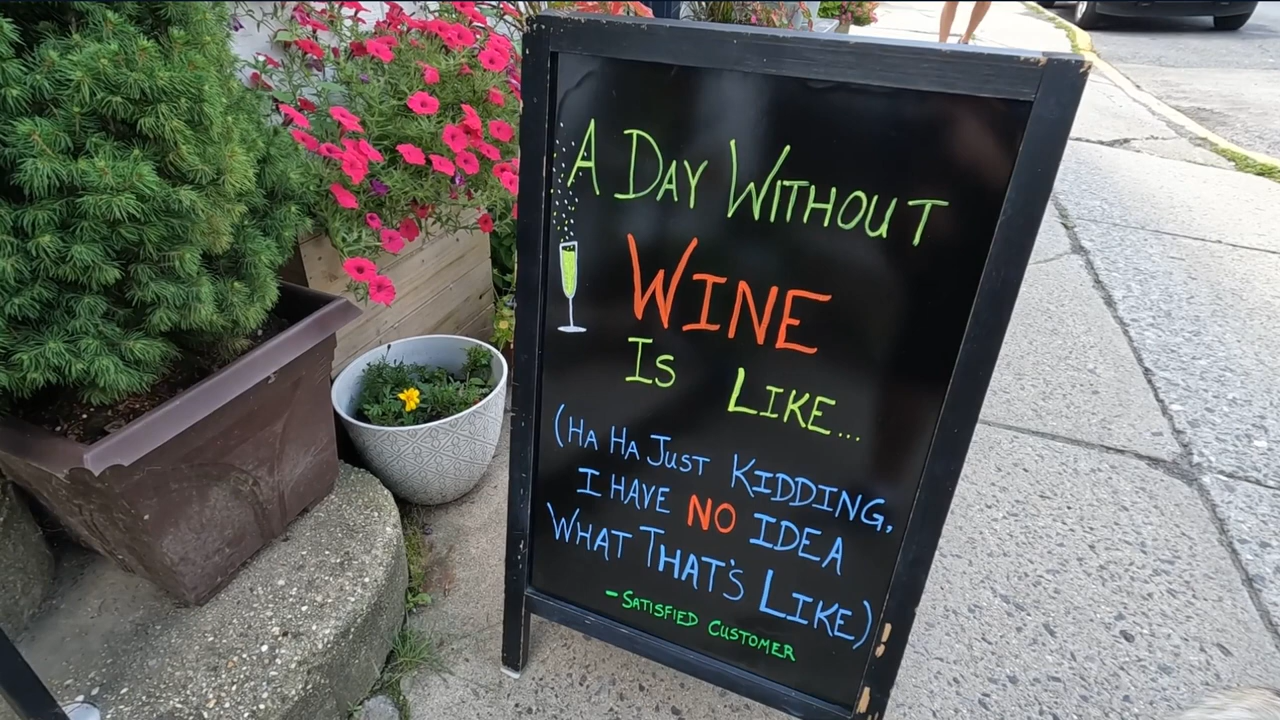 A DAY WITHOUT
WINE
IS LIKE...
(HA HA JUST KIDDING,
I HAVE NO IDEA
WHAT THAT'S LIKE)
-SATISFIED CUSTOMER